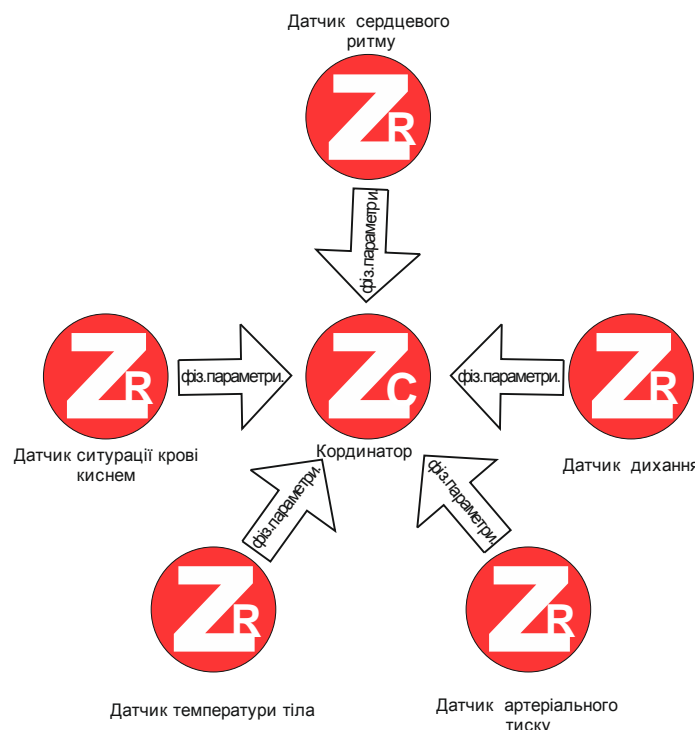 Датчик сердцевого
ритму
ZR
фіз.параметри.
ZR
фіз.параметри.
ZC
фіз.параметри.
ZR
Датчик ситурації крові
киснем
Кординатор
Датчик дихання
фіз.параметри.
фіз.параметри.
ZR
ZR
Датчик температури тіла
Датчик артеріального
тиску